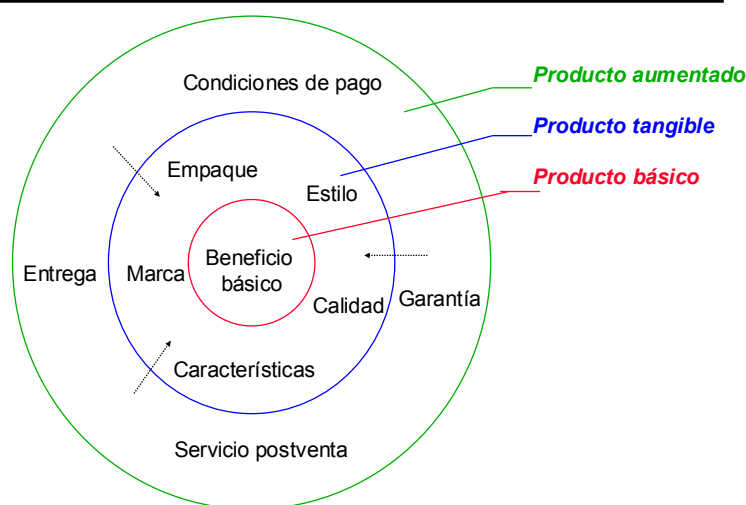 Condiciones de pago
Producto aumentado
Producto tangible
Empaque
Producto básico
Estilo
Beneficio
básico
Entrega
Marca
Calidad
Garantía
Características
Servicio postventa